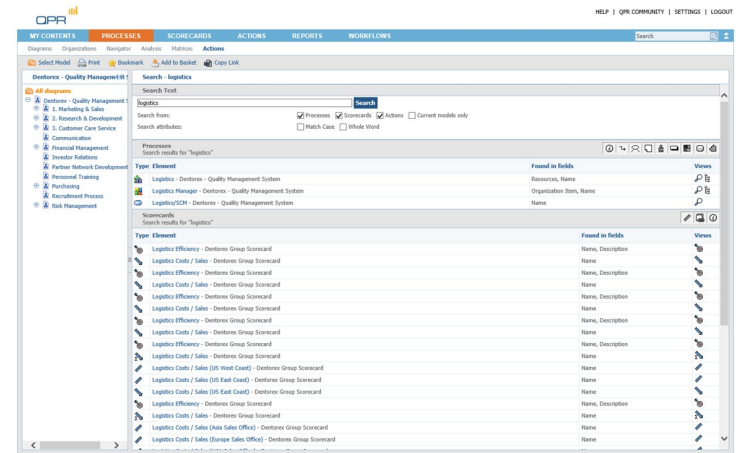 HELP | QPR COMMUNITY | SETTINGS | LOGOUT
QPR
MY CONTENTS PROCESSES SCORECARDS ACTIONS REPORTS WORKFLOWS Search
Diagrams Organizations Navigator Analysis Matrices Actions
Select Model Print Bookmark Add to Basket Copy Link
Dentorex - Quality Management
All diagrams
Dentorex - Quality Management S
1. Marketing & Sales
2. Research & Development
3. Customer Care Service
Communication
Financial Management
Investor Relations
Partner Network Development
Personnel Training
Purchasing
Recruitment Process
Risk Management
Search - logistics
Search Text
logistics Search
Search from: Processes Scorecards Actions Current models only
Search attributes: Match Case Whole Word
Processes
Search results for "logistics"
Type Element Found in fields Views
Logistics - Dentorex - Quality Management System Resources, Name
Logistics Manager - Dentorex - Quality Management System Organization Item, Name
Logistics/SCM - Dentorex - Quality Management System Name
Scorecards
Search results for "logistics"
Type Element Found in fields Views
Logistics Efficiency - Dentorex Group Scorecard Name, Description
Logistics Costs / Sales - Dentorex Group Scorecard Name
Logistics Efficiency - Dentorex Group Scorecard Name, Description
Logistics Costs / Sales - Dentorex Group Scorecard Name
Logistics Efficiency - Dentorex Group Scorecard Name, Description
Logistics Costs / Sales - Dentorex Group Scorecard Name
Logistics Efficiency - Dentorex Group Scorecard Name, Description
Logistics Costs / Sales - Dentorex Group Scorecard Name
Logistics Efficiency - Dentorex Group Scorecard Name, Description
Logistics Costs / Sales - Dentorex Group Scorecard Name
Logistics Costs / Sales (US West Coast) - Dentorex Group Scorecard Name
Logistics Costs / Sales (US East Coast) - Dentorex Group Scorecard Name
Logistics Costs / Sales (US East Coast) - Dentorex Group Scorecard Name
Logistics Efficiency - Dentorex Group Scorecard Name, Description
Logistics Costs / Sales - Dentorex Group Scorecard Name
Logistics Costs / Sales (Asia Sales Office) - Dentorex Group Scorecard Name
Logistics Costs / Sales (Europe Sales Office) - Dentorex Group Scorecard Name